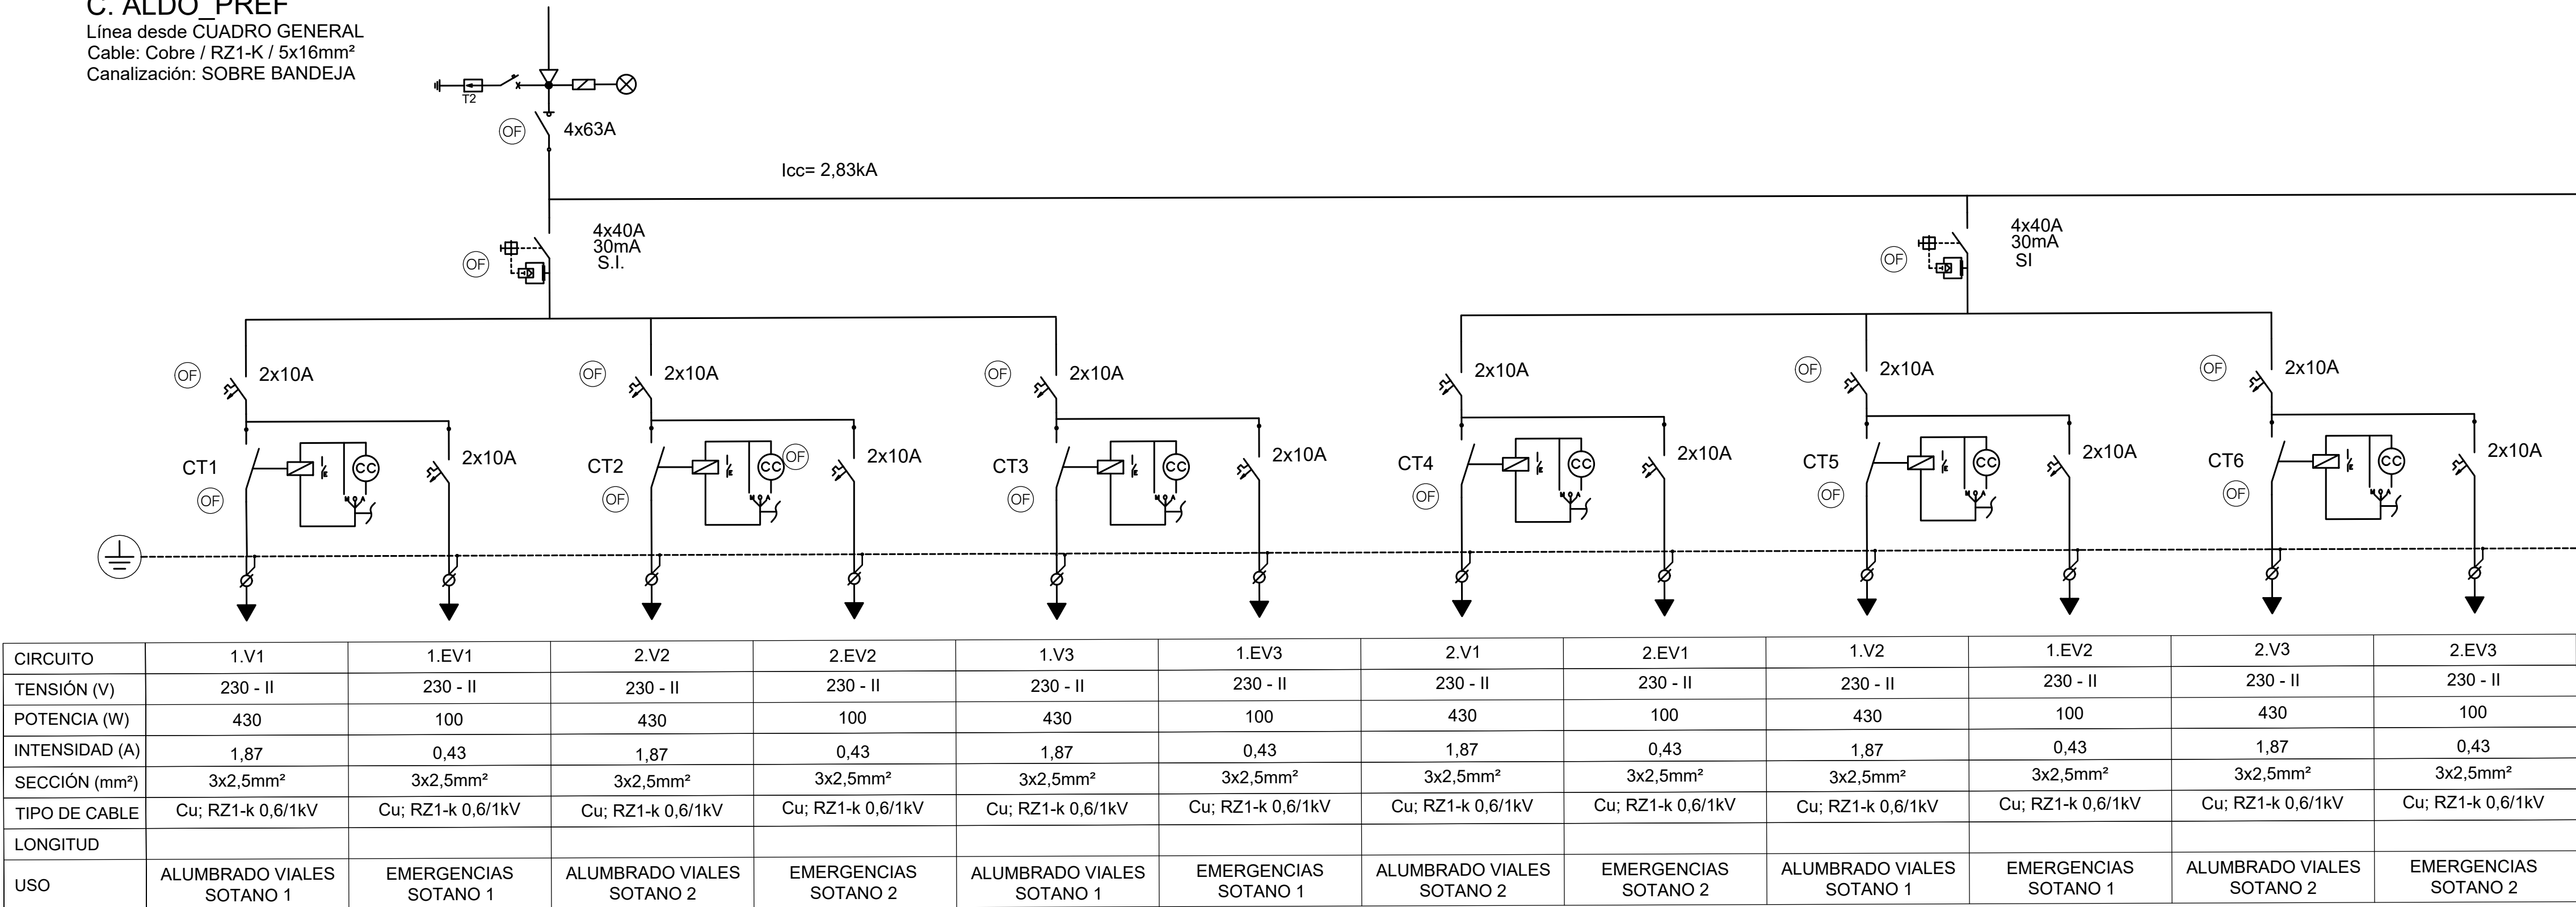 C. ALDO_PREF
Línea desde CUADRO GENERAL
Cable: Cobre / RZ1-K / 5x16mm²
Canalización: SOBRE BANDEJA
T2
OF
4x63A
Icc= 2,83kA
OF
4x40A
30mA
S.I.
OF
4x40A
30mA
SI
OF 2x10A
OF 2x10A
OF 2x10A
2x10A
OF 2x10A
OF 2x10A
CT1 OF CC M O A 2x10A
CT2 OF CC OF M O A 2x10A
CT3 OF CC M O A 2x10A
CT4 OF CC M O A 2x10A
CT5 OF CC M O A 2x10A
CT6 OF CC M O A 2x10A
CIRCUITO 1.V1 1.EV1 2.V2 2.EV2 1.V3 1.EV3 2.V1 2.EV1 1.V2 1.EV2 2.V3 2.EV3
TENSIÓN (V) 230 - II 230 - II 230 - II 230 - II 230 - II 230 - II 230 - II 230 - II 230 - II 230 - II 230 - II 230 - II
POTENCIA (W) 430 100 430 100 430 100 430 100 430 100 430 100
INTENSIDAD (A) 1,87 0,43 1,87 0,43 1,87 0,43 1,87 0,43 1,87 0,43 1,87 0,43
SECCIÓN (mm²) 3x2,5mm² 3x2,5mm² 3x2,5mm² 3x2,5mm² 3x2,5mm² 3x2,5mm² 3x2,5mm² 3x2,5mm² 3x2,5mm² 3x2,5mm² 3x2,5mm² 3x2,5mm²
TIPO DE CABLE Cu; RZ1-k 0,6/1kV Cu; RZ1-k 0,6/1kV Cu; RZ1-k 0,6/1kV Cu; RZ1-k 0,6/1kV Cu; RZ1-k 0,6/1kV Cu; RZ1-k 0,6/1kV Cu; RZ1-k 0,6/1kV Cu; RZ1-k 0,6/1kV Cu; RZ1-k 0,6/1kV Cu; RZ1-k 0,6/1kV Cu; RZ1-k 0,6/1kV Cu; RZ1-k 0,6/1kV
LONGITUD
USO
ALUMBRADO VIALES
SOTANO 1
EMERGENCIAS
SOTANO 1
ALUMBRADO VIALES
SOTANO 2
EMERGENCIAS
SOTANO 2
ALUMBRADO VIALES
SOTANO 1
EMERGENCIAS
SOTANO 1
ALUMBRADO VIALES
SOTANO 2
EMERGENCIAS
SOTANO 2
ALUMBRADO VIALES
SOTANO 1
EMERGENCIAS
SOTANO 1
ALUMBRADO VIALES
SOTANO 2
EMERGENCIAS
SOTANO 2